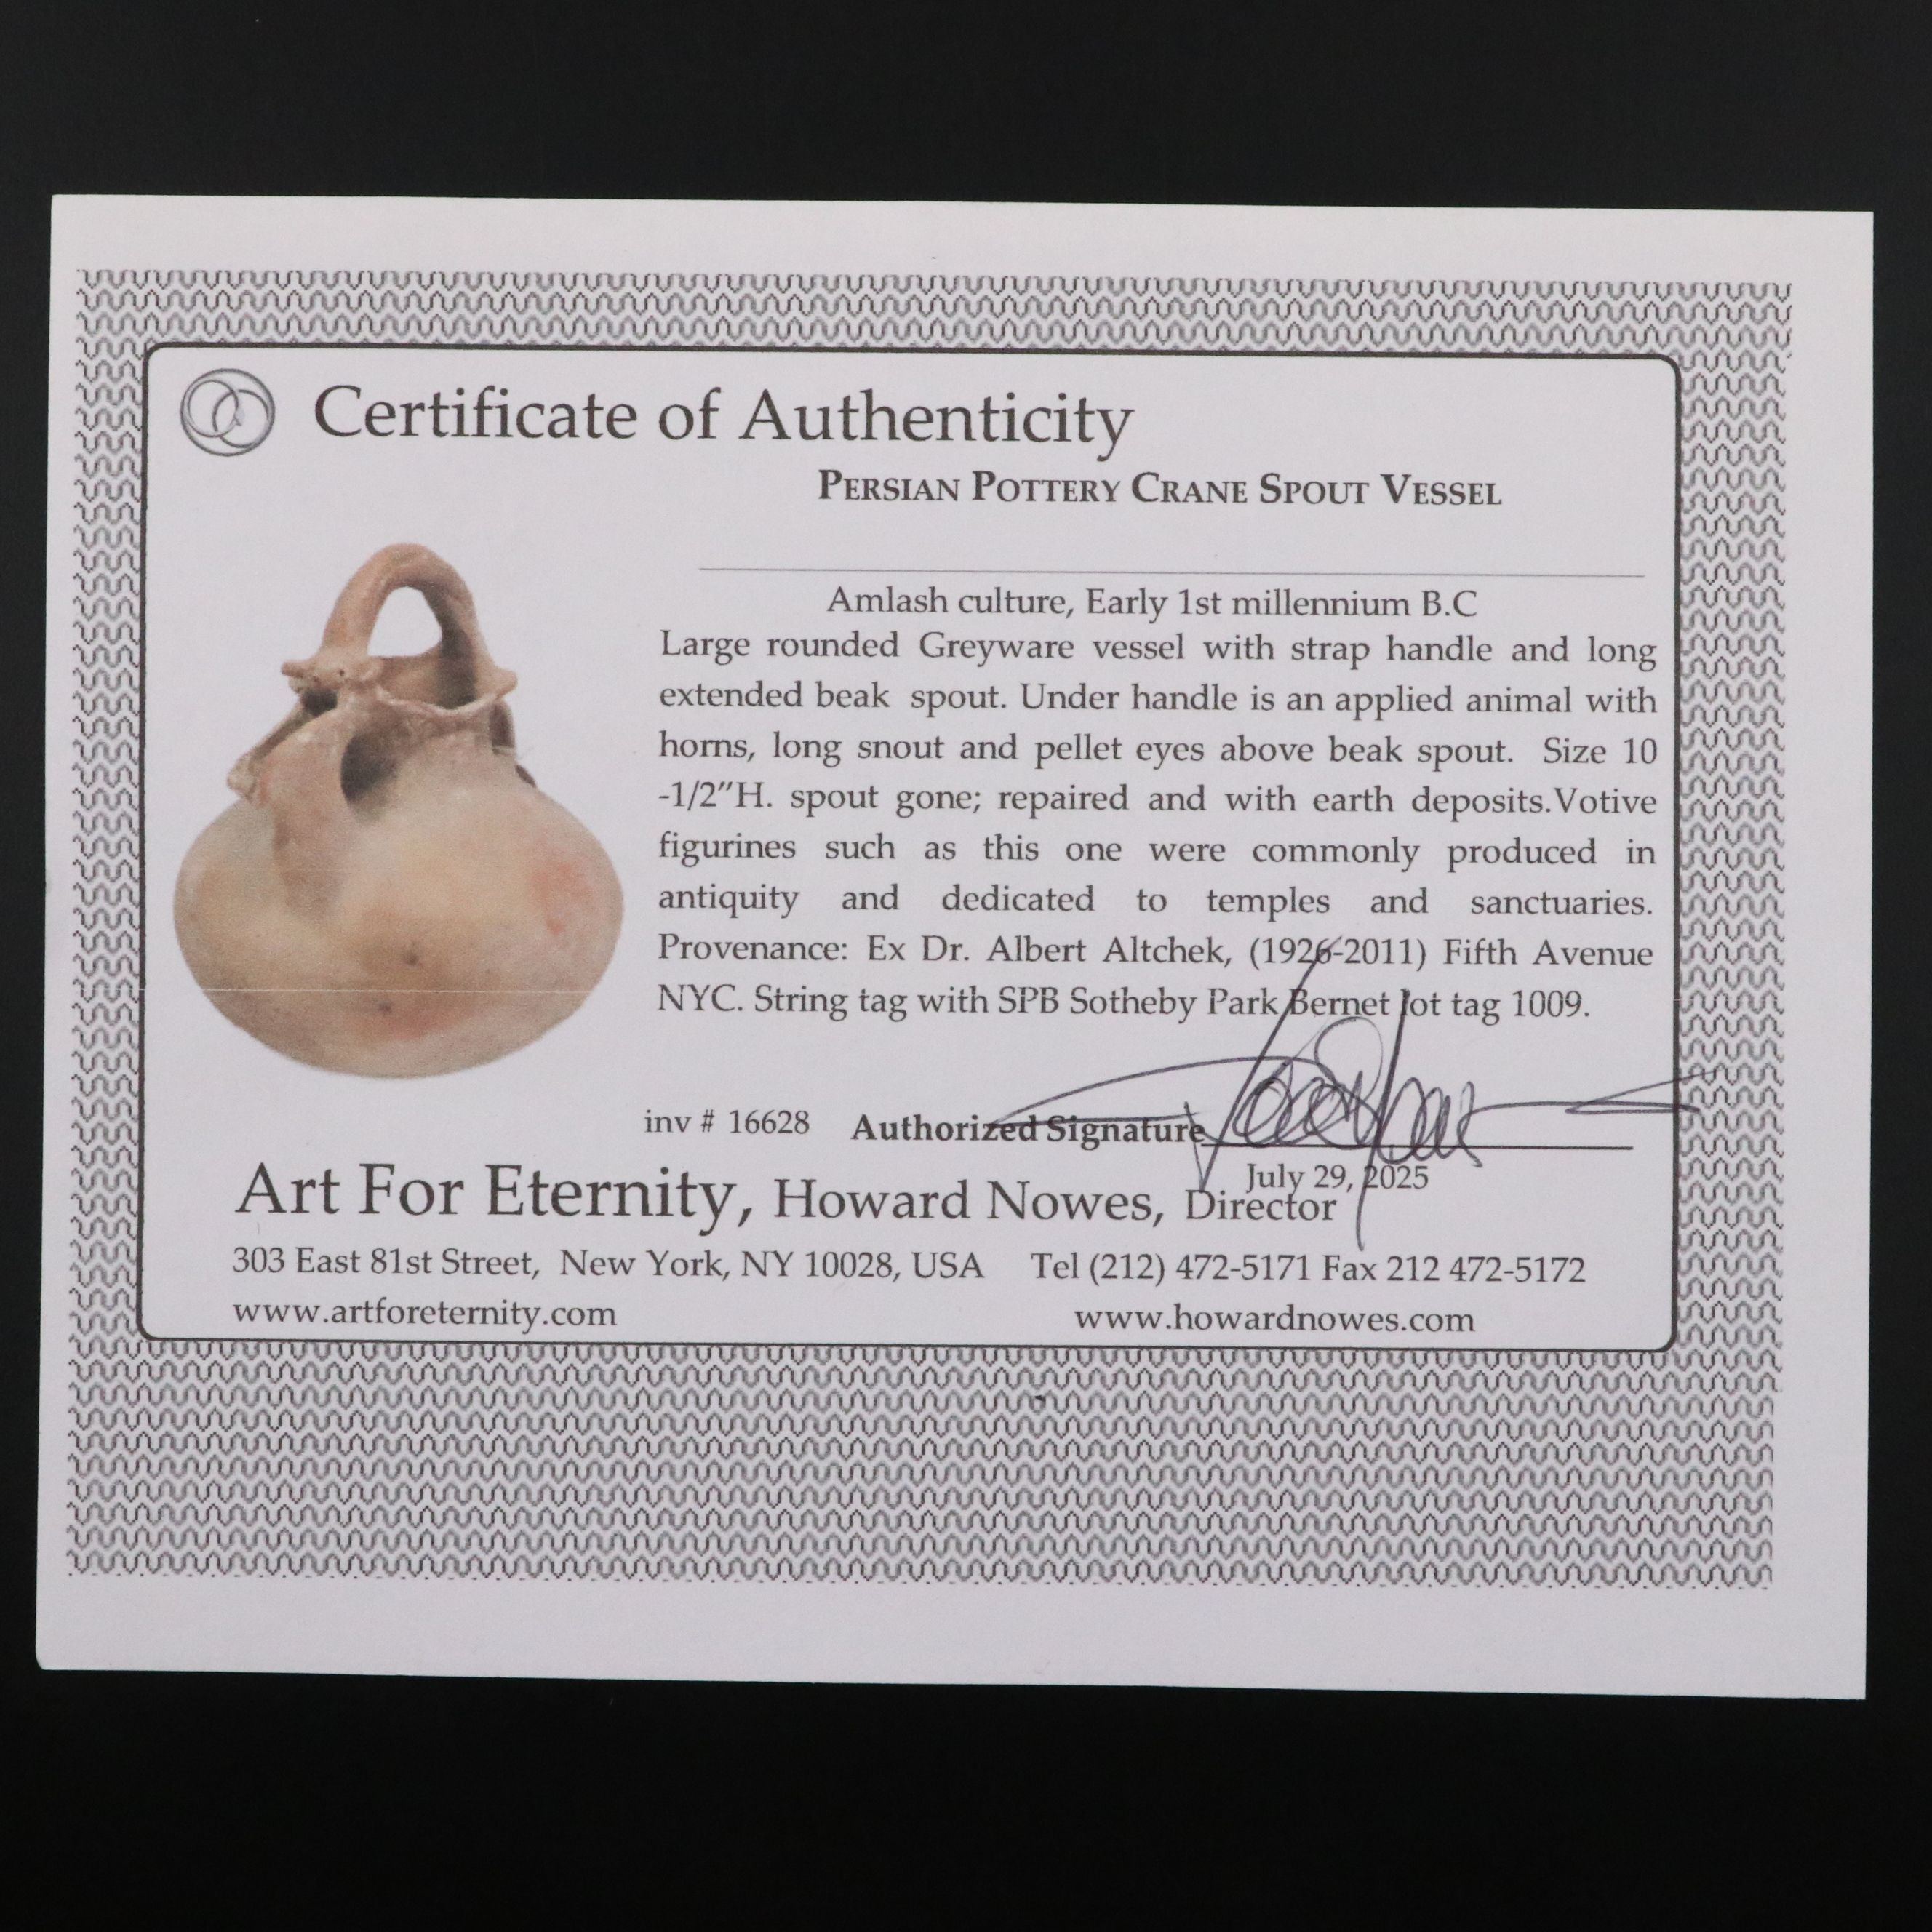 Certificate of Authenticity
PERSIAN POTTERY CRANE SPOUT VESSEL
Amlash culture, Early 1st millennium B.C
Large rounded Greyware vessel with strap handle and long
extended beak spout. Under handle is an applied animal with
horns, long snout and pellet eyes above beak spout. Size 10
-1/2"H. spout gone; repaired and with earth deposits.Votive
figurines such as this one were commonly produced in
antiquity and dedicated to temples and sanctuaries.
Provenance: Ex Dr. Albert Altchek, (1926-2011) Fifth Avenue
NYC. String tag with SPB Sotheby Park Bernet lot tag 1009.
inv # 16628 Authorized Signature
July 29, 2025
Art For Eternity, Howard Nowes, Director
303 East 81st Street, New York, NY 10028, USA Tel (212) 472-5171 Fax 212 472-5172
www.artforeternity.com www.howardnowes.com